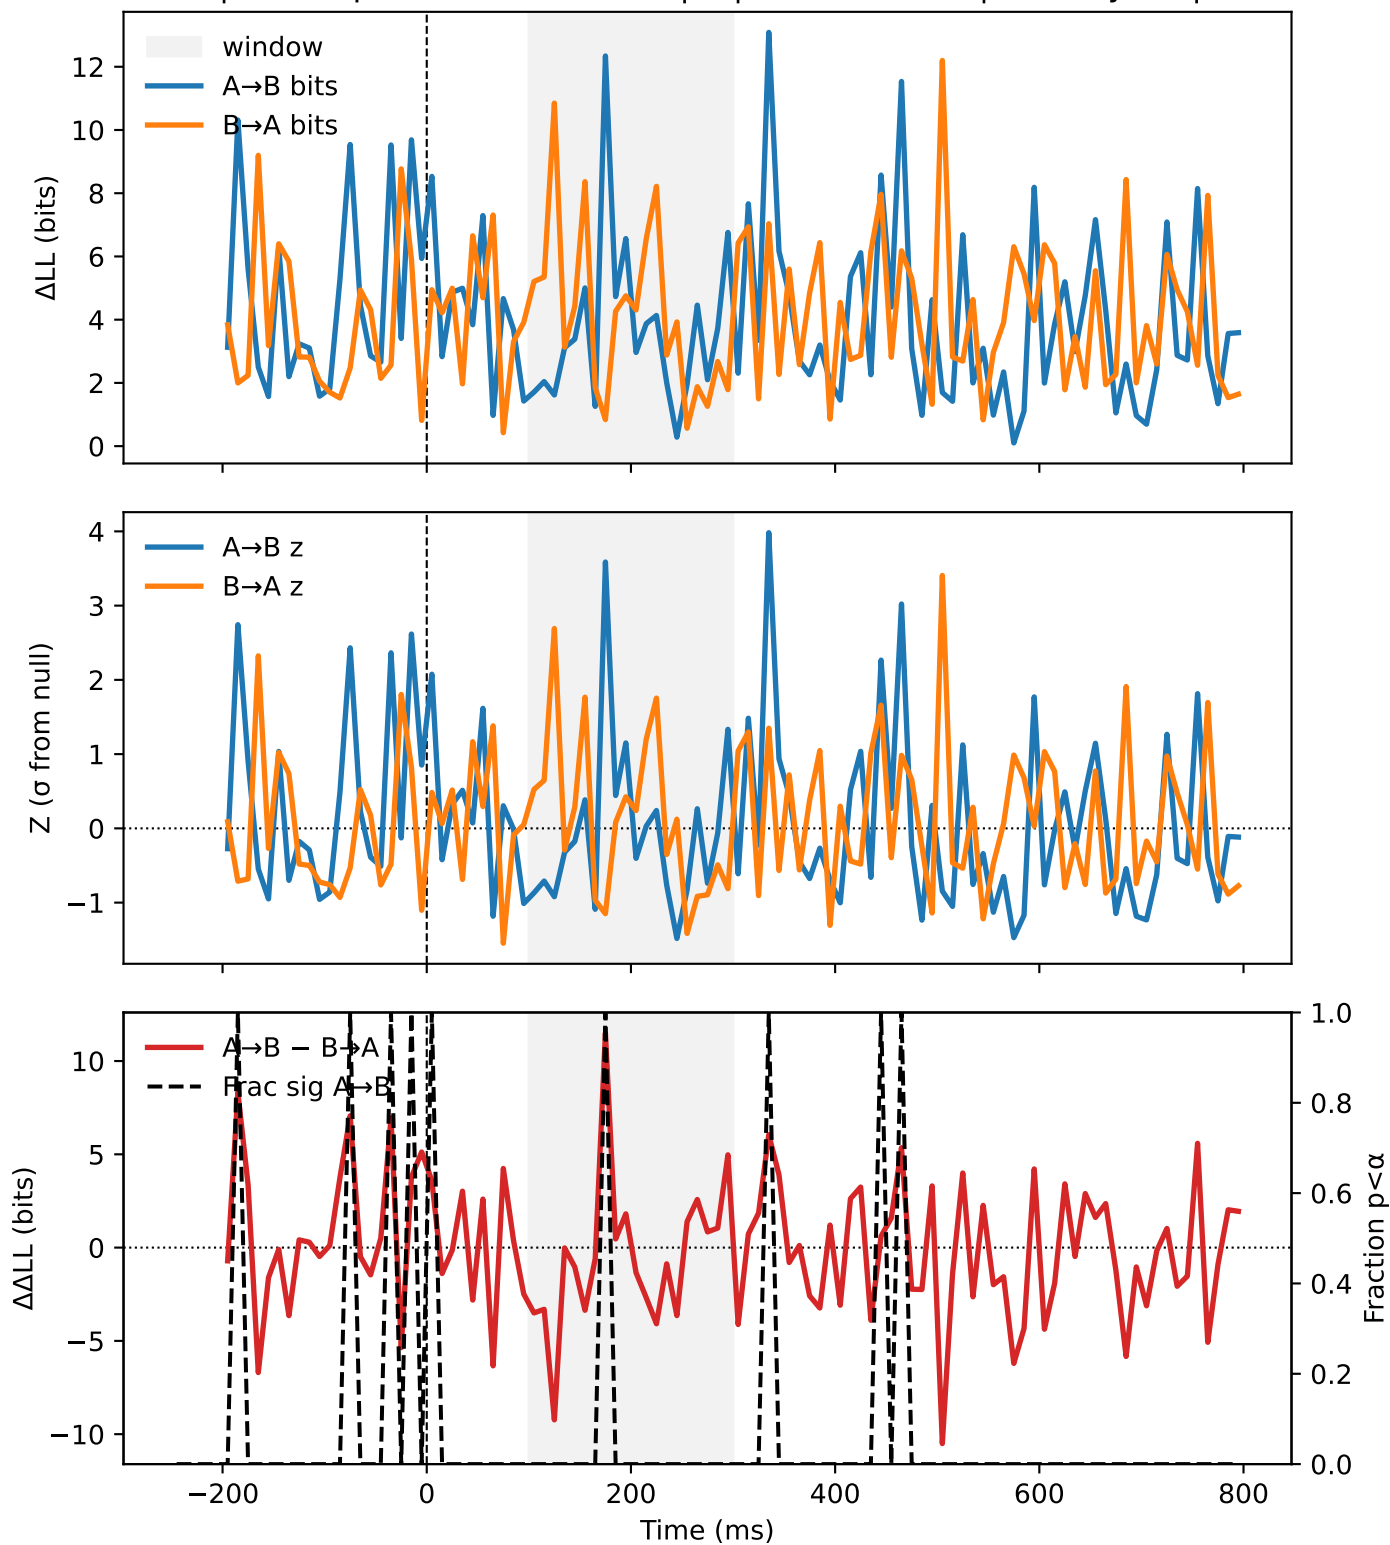 window
A→B bits
B→A bits
ΔLL (bits)
12
10
8
6
4
2
0
A→B z
B→A z
Z (σ from null)
4
3
2
1
0
−1
A→B − B→A
Frac sig A→B
ΔΔLL (bits)
10
5
0
−5
−10
1.0
0.8
0.6
0.4
0.2
0.0
Fraction p<α
−200
0
200
400
600
800
Time (ms)